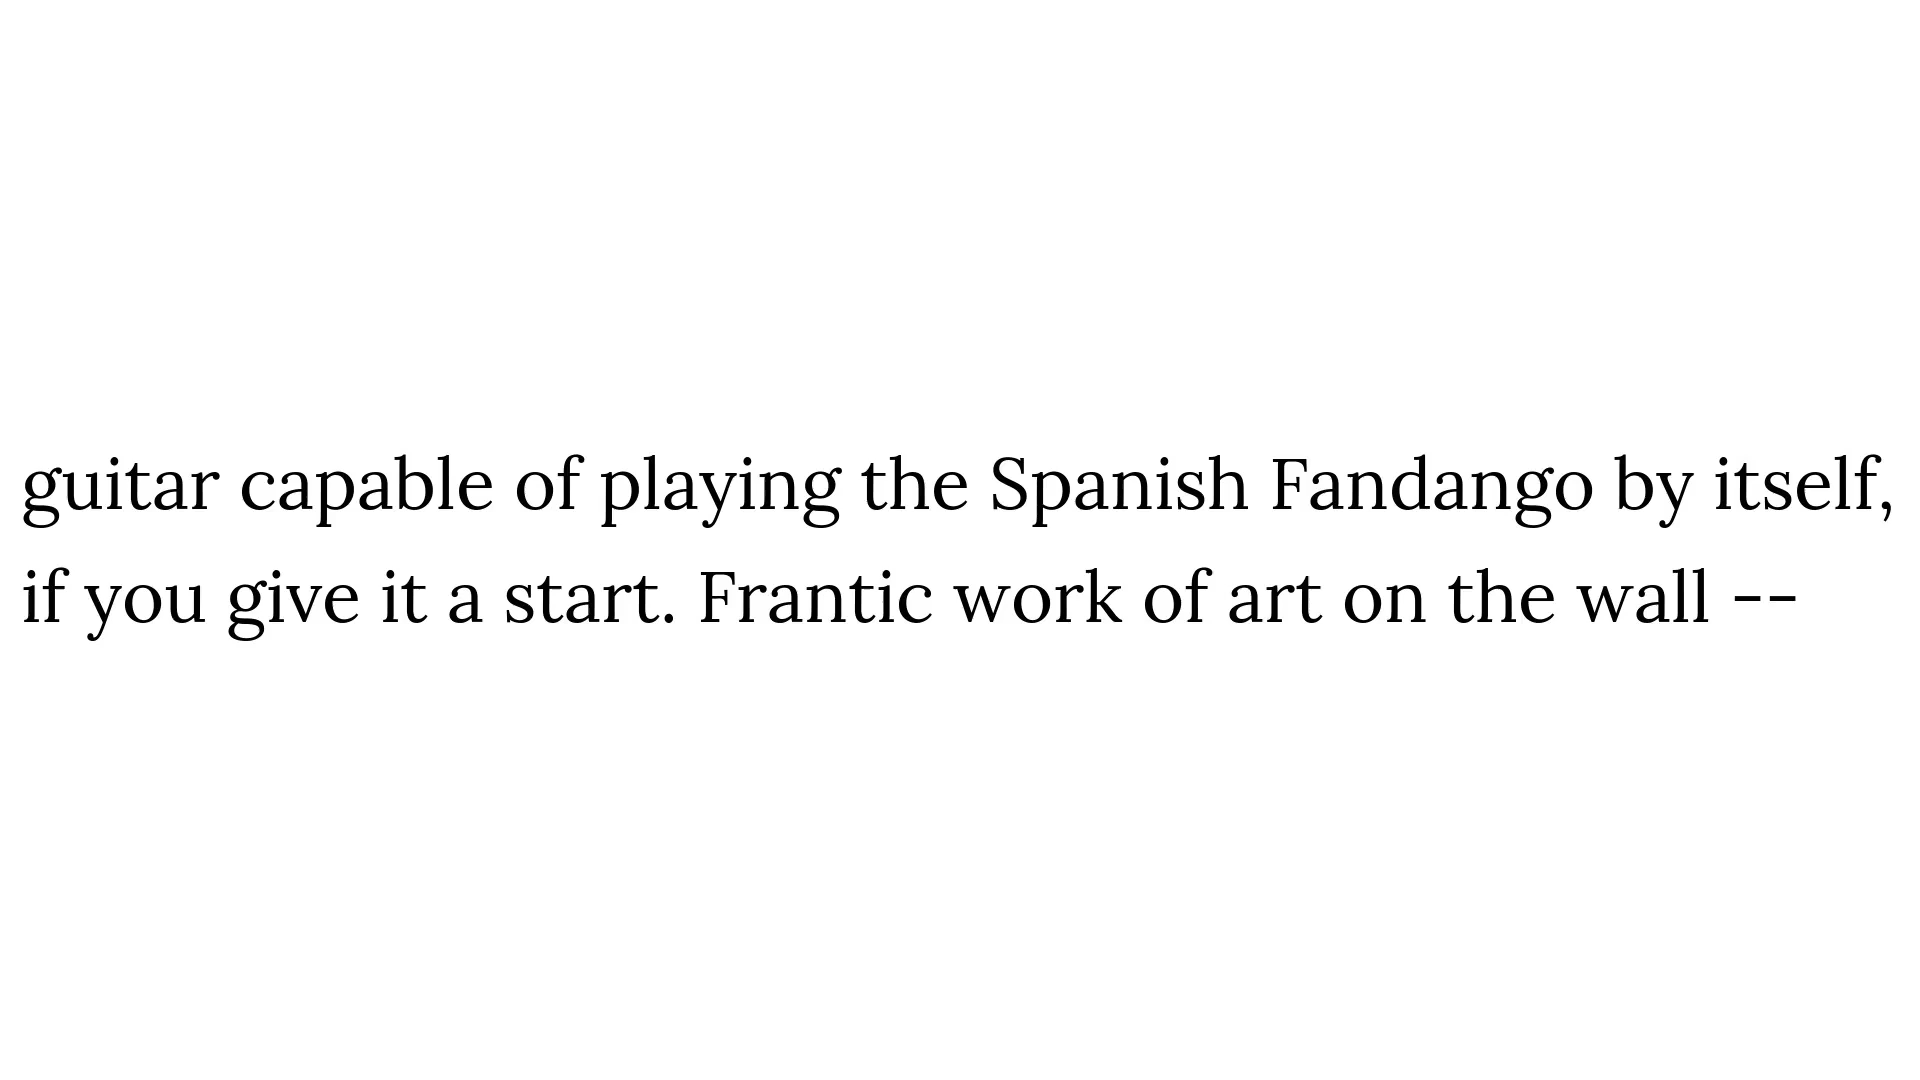 guitar capable of playing the Spanish Fandango by itself,
if you give it a start. Frantic work of art on the wall --